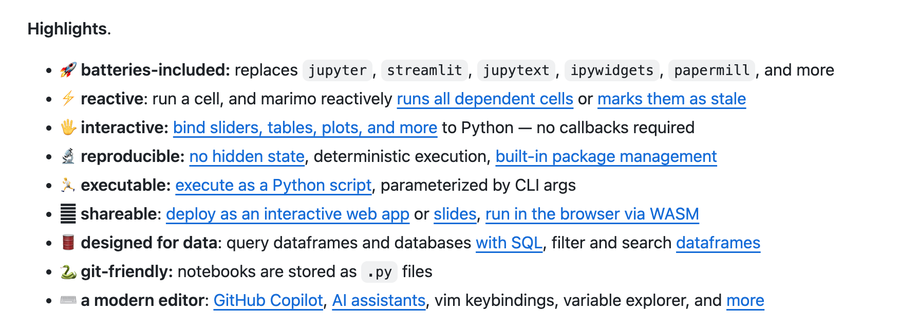 Highlights.
🚀 batteries-included: replaces jupyter, streamlit, jupytext, ipywidgets, papermill, and more
⚡️ reactive: run a cell, and marimo reactively runs all dependent cells or marks them as stale
🖐️ interactive: bind sliders, tables, plots, and more to Python — no callbacks required
🔬 reproducible: no hidden state, deterministic execution, built-in package management
🏃 executable: execute as a Python script, parameterized by CLI args
🛜 shareable: deploy as an interactive web app or slides, run in the browser via WASM
🛢️ designed for data: query dataframes and databases with SQL, filter and search dataframes
🐍 git-friendly: notebooks are stored as .py files
⌨️ a modern editor: GitHub Copilot, AI assistants, vim keybindings, variable explorer, and more